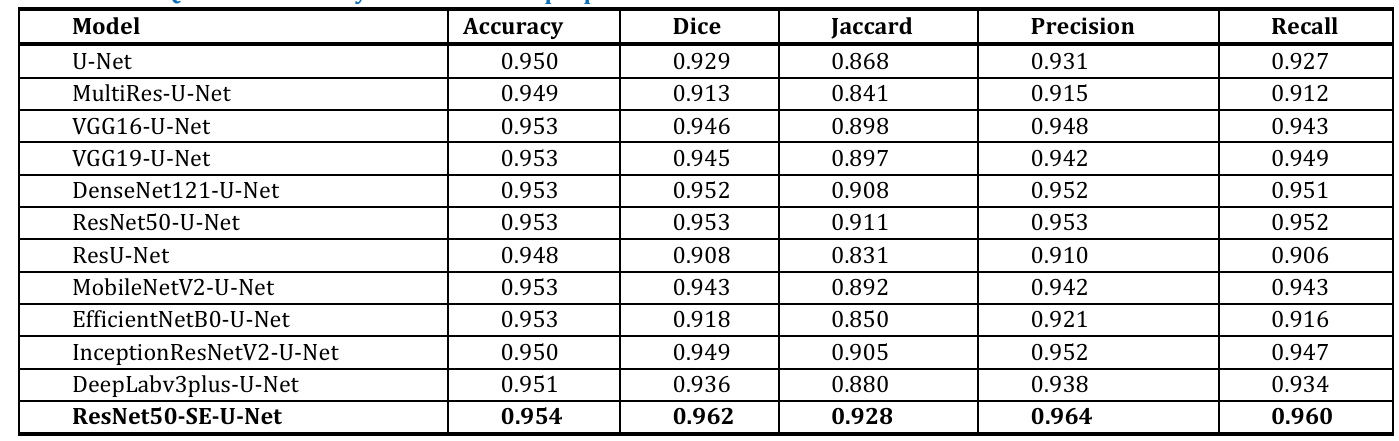 Model Accuracy Dice Jaccard Precision Recall
U-Net 0.950 0.929 0.868 0.931 0.927
MultiRes-U-Net 0.949 0.913 0.841 0.915 0.912
VGG16-U-Net 0.953 0.946 0.898 0.948 0.943
VGG19-U-Net 0.953 0.945 0.897 0.942 0.949
DenseNet121-U-Net 0.953 0.952 0.908 0.952 0.951
ResNet50-U-Net 0.953 0.953 0.911 0.953 0.952
ResU-Net 0.948 0.908 0.831 0.910 0.906
MobileNetV2-U-Net 0.953 0.943 0.892 0.942 0.943
EfficientNetB0-U-Net 0.953 0.918 0.850 0.921 0.916
InceptionResNetV2-U-Net 0.950 0.949 0.905 0.952 0.947
DeepLabv3plus-U-Net 0.951 0.936 0.880 0.938 0.934
ResNet50-SE-U-Net 0.954 0.962 0.928 0.964 0.960